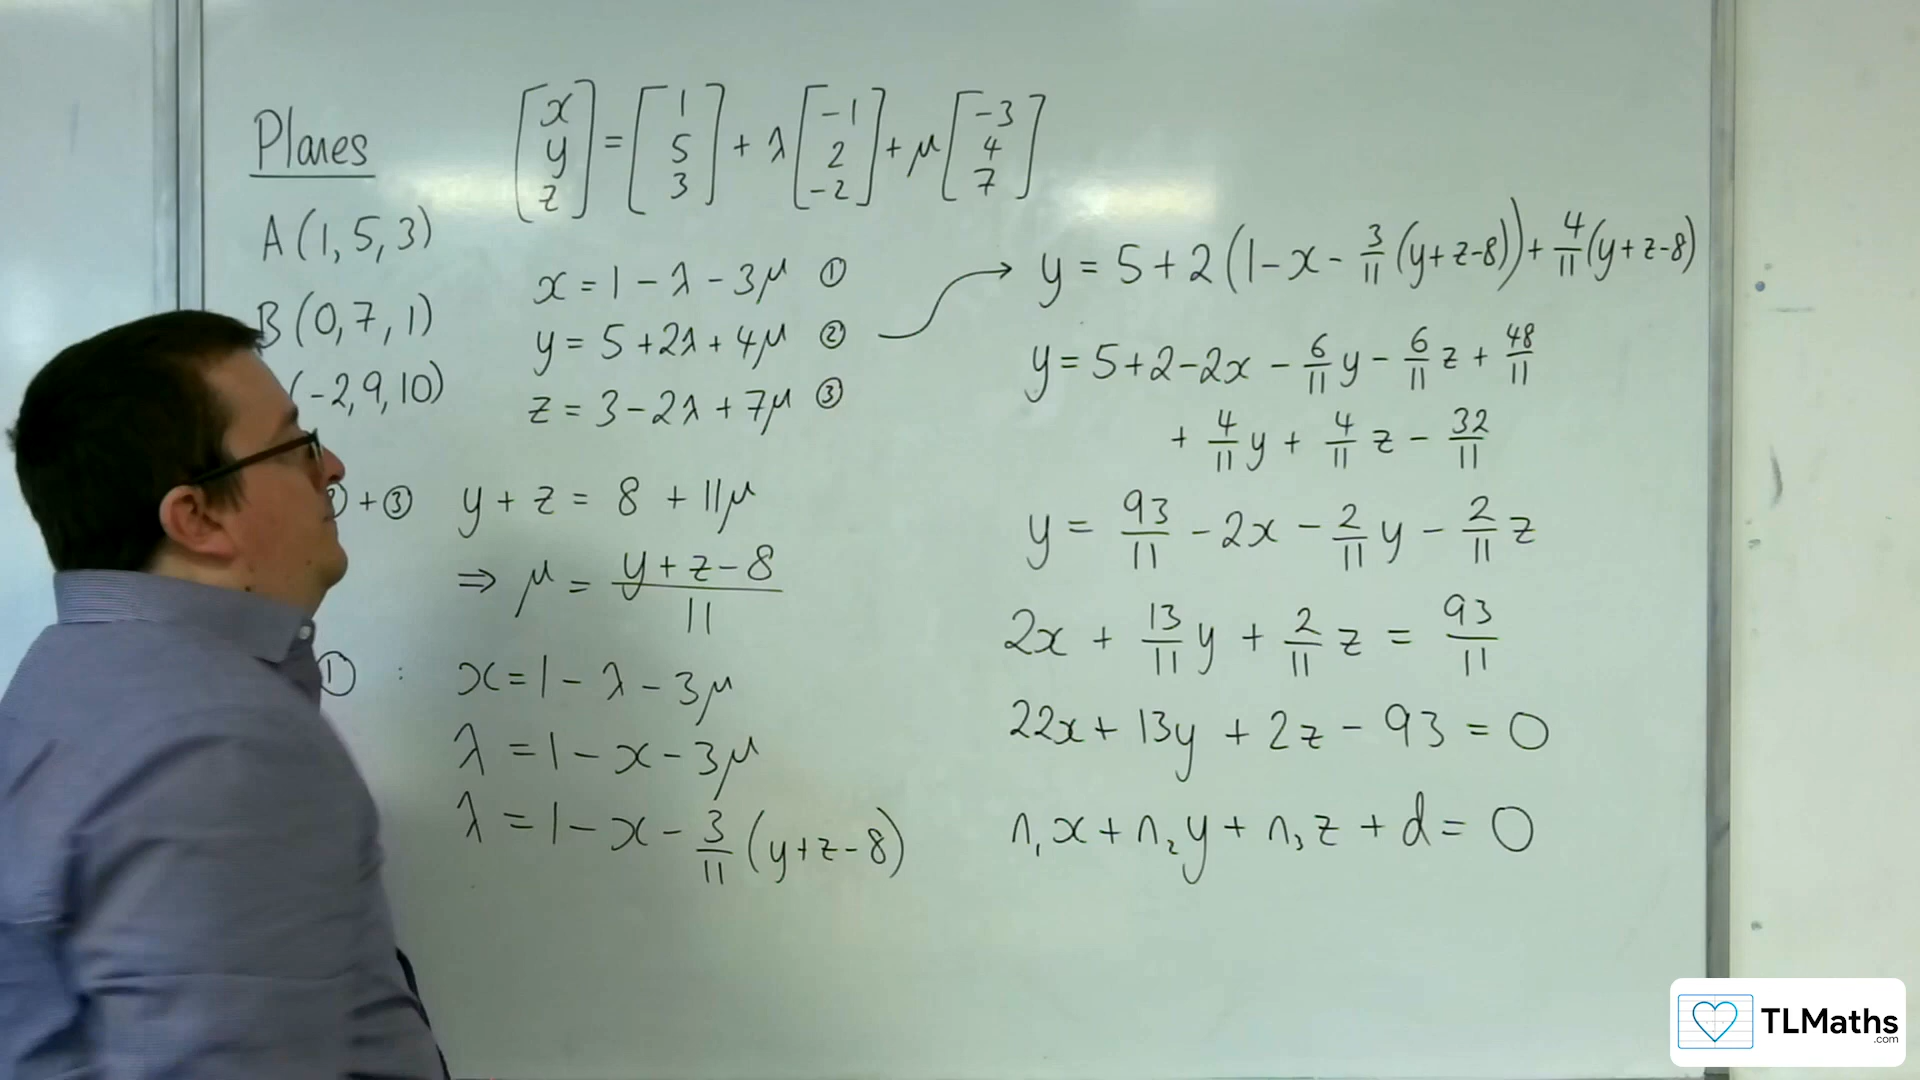 Planes
[x y z] = [1 5 3] + λ[-1 2 -2] + μ[-3 4 7]
A(1, 5, 3)
B(0, 7, 1)
(-2, 9, 10)
x = 1 - λ - 3μ ①
y = 5 + 2λ + 4μ ②
z = 3 - 2λ + 7μ ③
+ ③ y + z = 8 + 11μ
⇒ μ = (y + z - 8)/11
① : x = 1 - λ - 3μ
λ = 1 - x - 3μ
λ = 1 - x - 3/11 (y + z - 8)
y = 5 + 2(1 - x - 3/11 (y + z - 8)) + 4/11 (y + z - 8)
y = 5 + 2 - 2x - 6/11 y - 6/11 z + 48/11
+ 4/11 y + 4/11 z - 32/11
y = 93/11 - 2x - 2/11 y - 2/11 z
2x + 13/11 y + 2/11 z = 93/11
22x + 13y + 2z - 93 = 0
n₁x + n₂y + n₃z + d = 0
TLMaths
.com